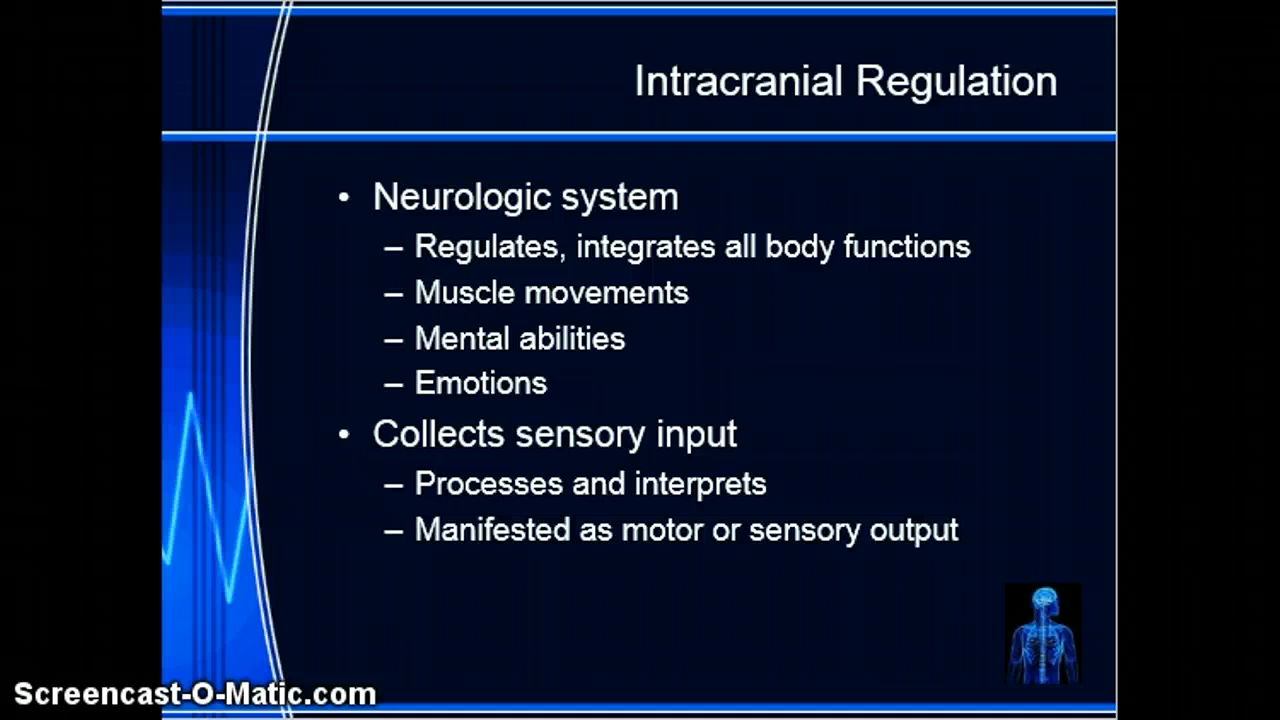 Intracranial Regulation
• Neurologic system
– Regulates, integrates all body functions
– Muscle movements
– Mental abilities
– Emotions
• Collects sensory input
– Processes and interprets
– Manifested as motor or sensory output
Screencast-O-Matic.com